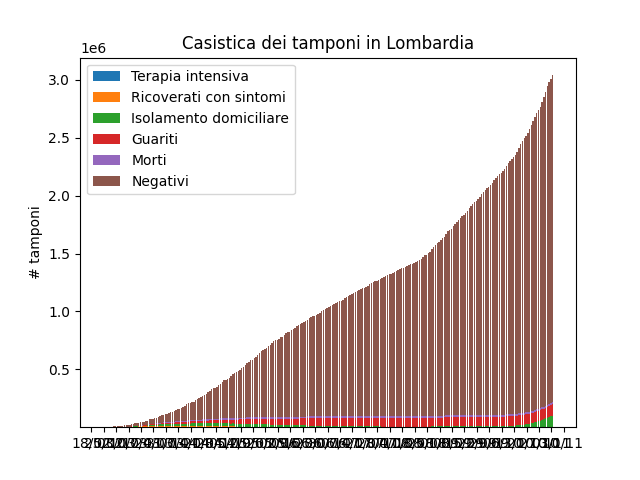 Casistica dei tamponi in Lombardia
1e6
3.0
2.5
2.0
1.5
1.0
0.5
# tamponi
Terapia intensiva
Ricoverati con sintomi
Isolamento domiciliare
Guariti
Morti
Negativi